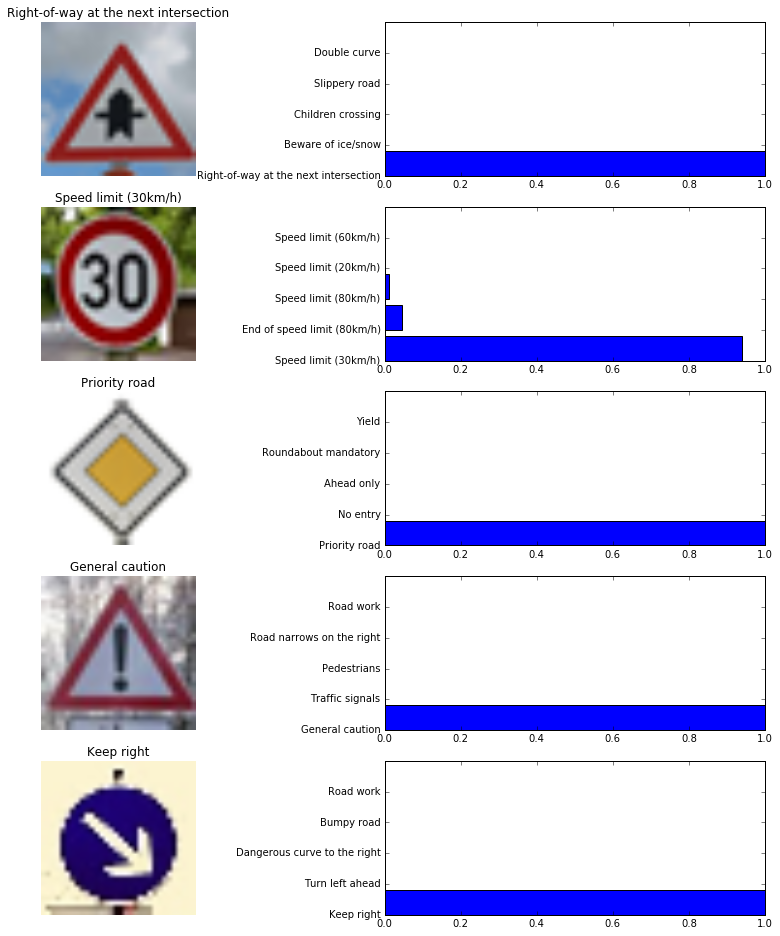 Right-of-way at the next intersection
Double curve
Slippery road
Children crossing
Beware of ice/snow
Right-of-way at the next intersection
0.0 0.2 0.4 0.6 0.8 1.0
Speed limit (30km/h)
30
Speed limit (60km/h)
Speed limit (20km/h)
Speed limit (80km/h)
End of speed limit (80km/h)
Speed limit (30km/h)
0.0 0.2 0.4 0.6 0.8 1.0
Priority road
Yield
Roundabout mandatory
Ahead only
No entry
Priority road
0.0 0.2 0.4 0.6 0.8 1.0
General caution
!
Road work
Road narrows on the right
Pedestrians
Traffic signals
General caution
0.0 0.2 0.4 0.6 0.8 1.0
Keep right
Road work
Bumpy road
Dangerous curve to the right
Turn left ahead
Keep right
0.0 0.2 0.4 0.6 0.8 1.0